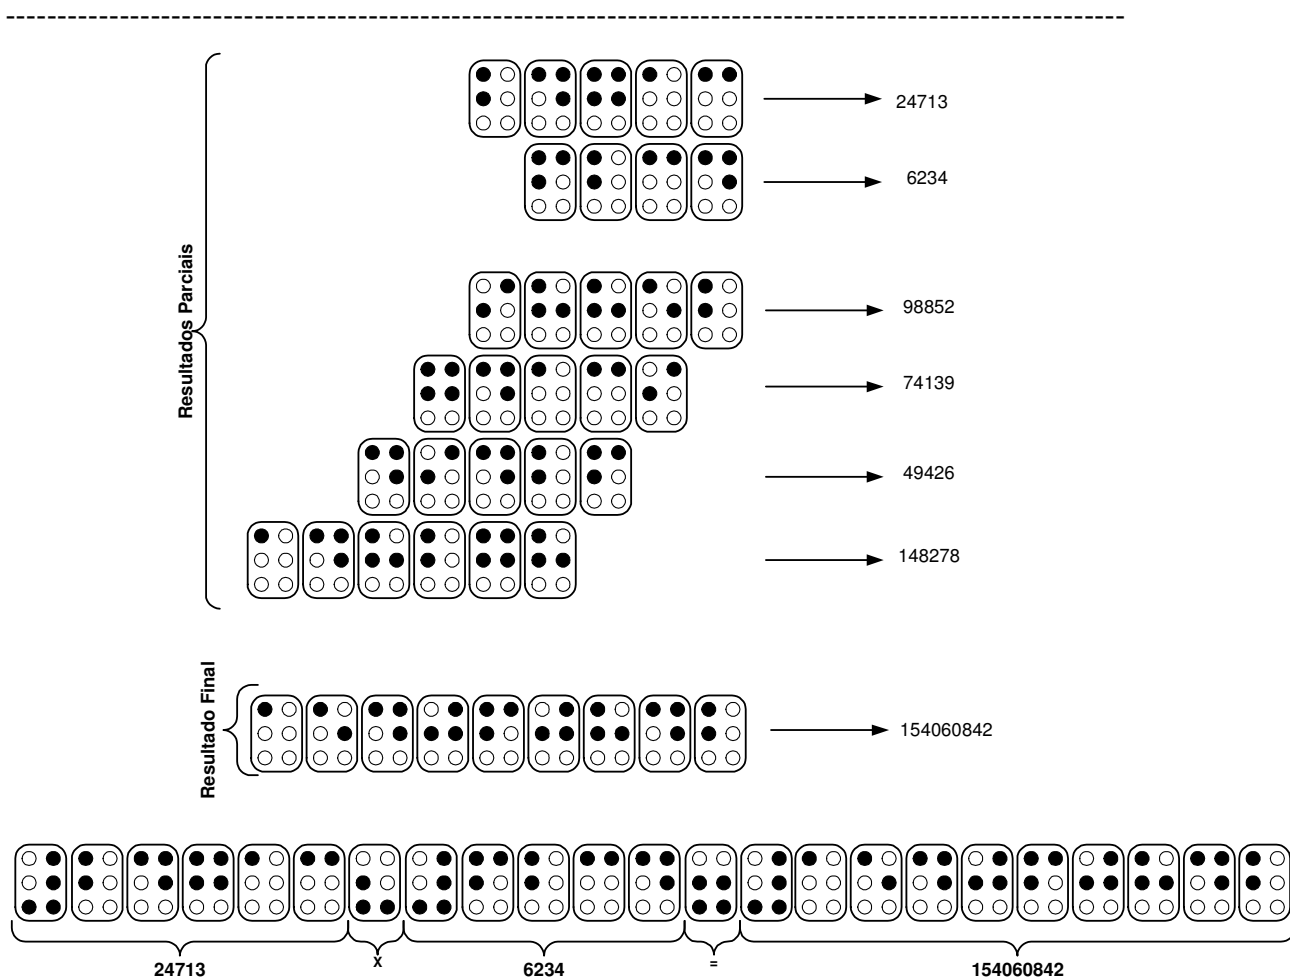 24713
6234
Resultados Parciais
98852
74139
49426
148278
Resultado Final
154060842
24713 x 6234 = 154060842